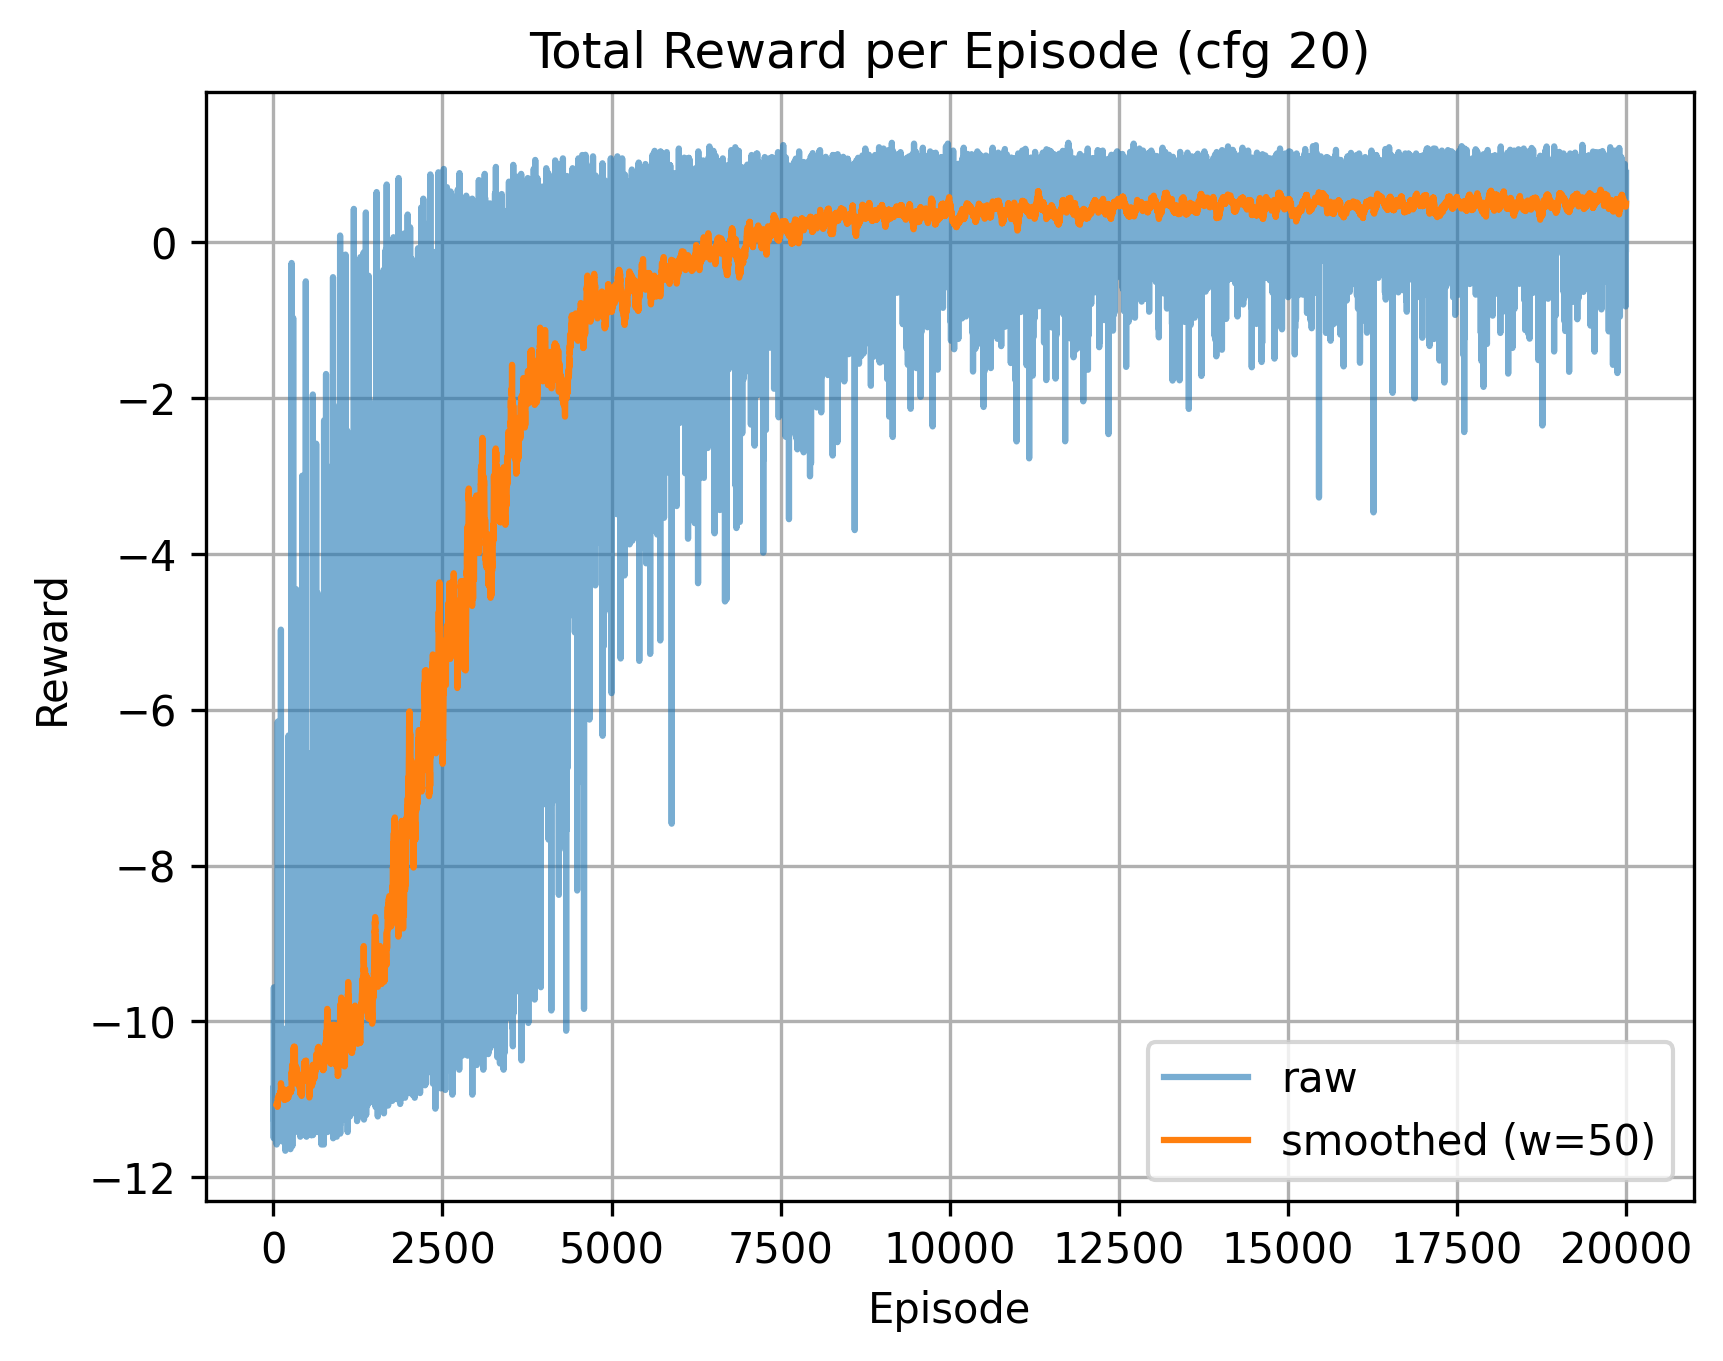 Total Reward per Episode (cfg 20)
0
−2
−4
−6
−8
−10
−12
Reward
0 2500 5000 7500 10000 12500 15000 17500 20000
Episode
raw
smoothed (w=50)